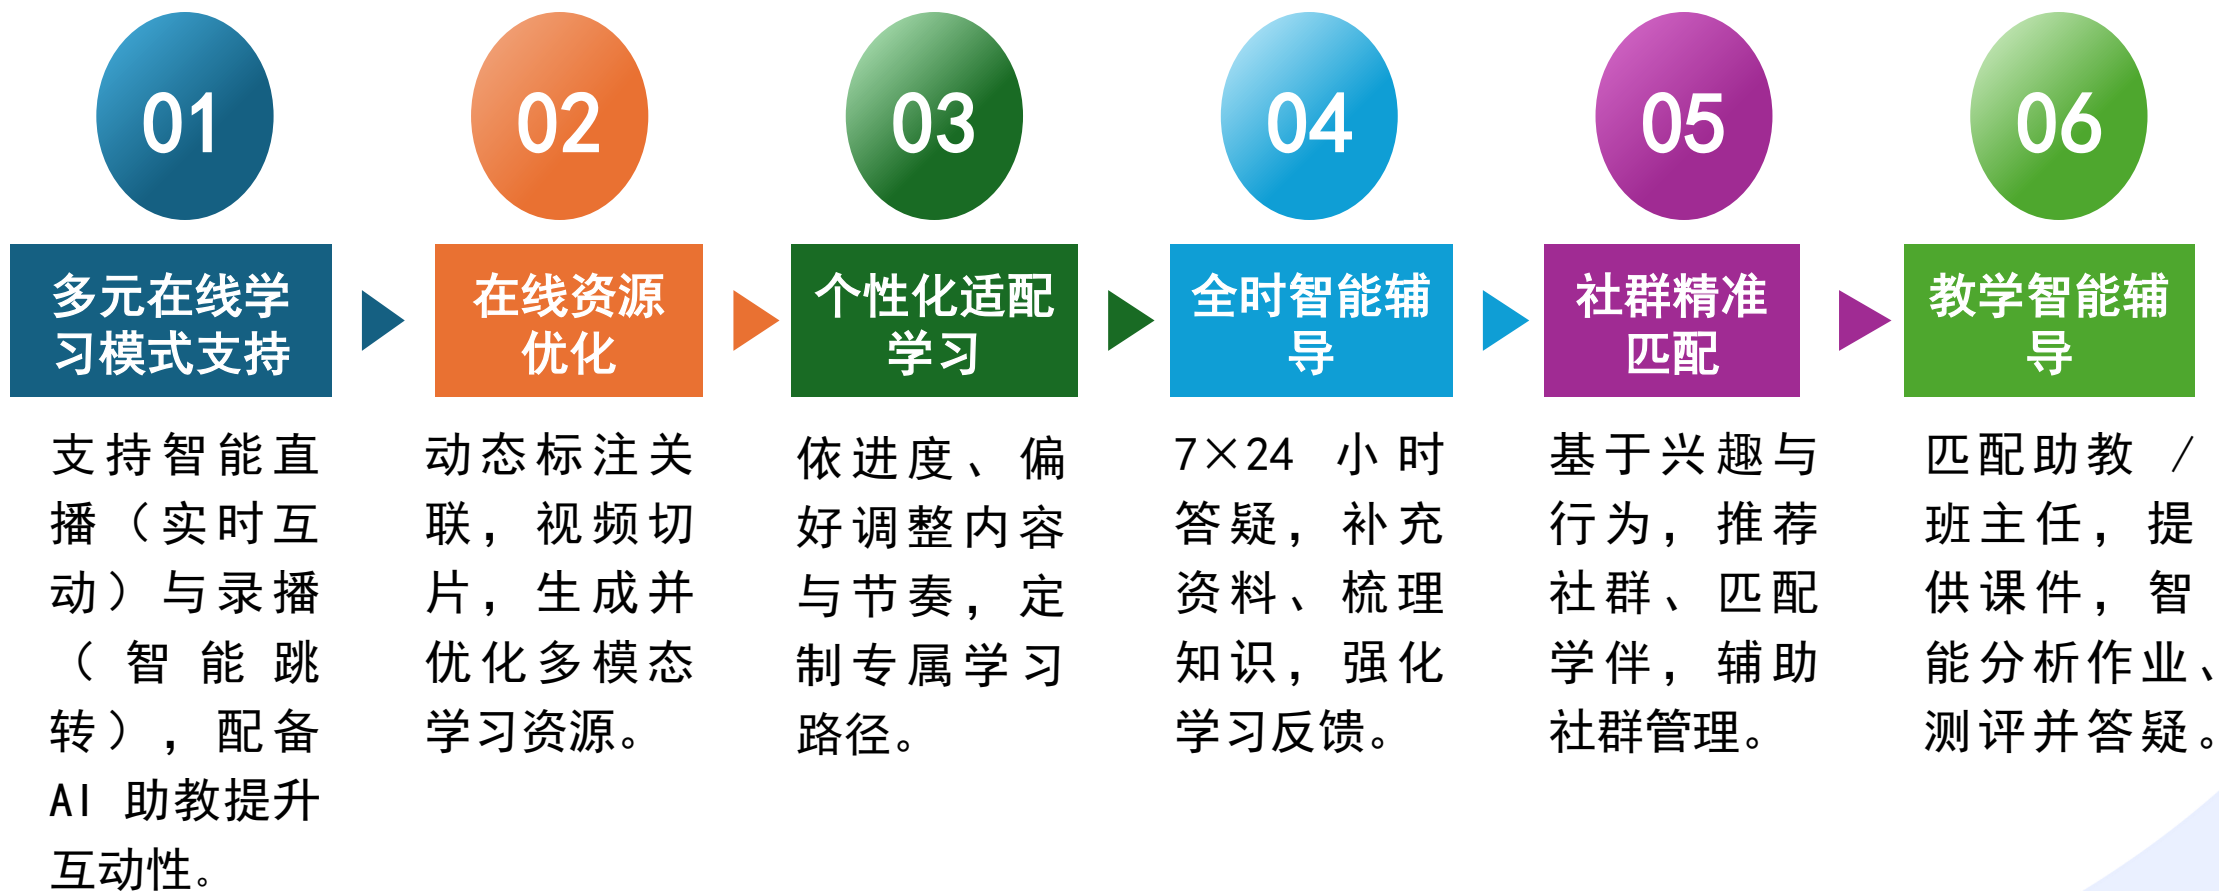 01
多元在线学
习模式支持
支持智能直
播（实时互
动）与录播
（智能跳
转），配备
AI 助教提升
互动性。
02
在线资源
优化
动态标注关
联，视频切
片，生成并
优化多模态
学习资源。
03
个性化适配
学习
依进度、偏
好调整内容
与节奏，定
制专属学习
路径。
04
全时智能辅
导
7×24 小时
答疑，补充
资料、梳理
知识，强化
学习反馈。
05
社群精准
匹配
基于兴趣与
行为，推荐
社群、匹配
学伴，辅助
社群管理。
06
教学智能辅
导
匹配助教 /
班主任，提
供课件，智
能分析作业、
测评并答疑。